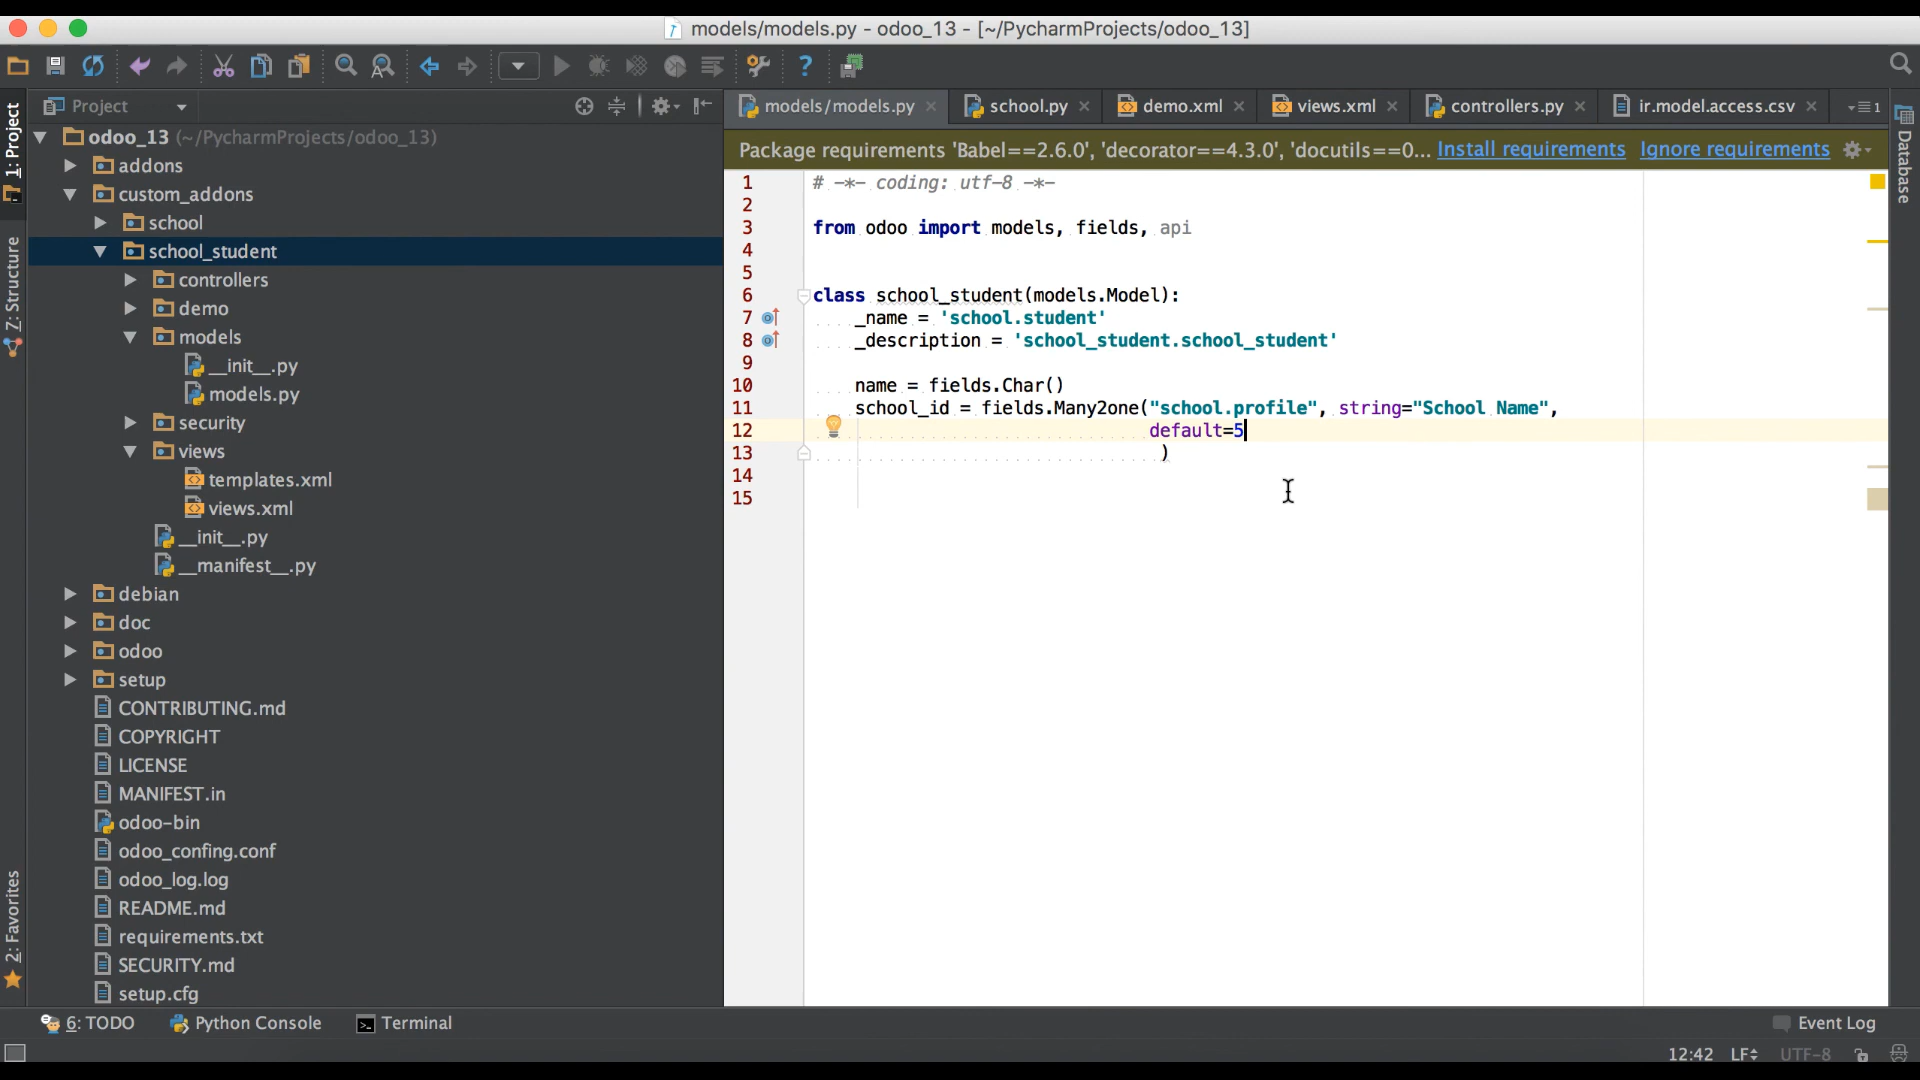 models/models.py - odoo_13 - [~/PycharmProjects/odoo_13]
Project
models/models.py
school.py
demo.xml
views.xml
controllers.py
ir.model.access.csv
1
Package requirements 'Babel==2.6.0', 'decorator==4.3.0', 'docutils==0... Install requirements Ignore requirements
1: Project
Z: Structure
2: Favorites
Database
odoo_13 (~/PycharmProjects/odoo_13)
addons
custom_addons
school
school_student
controllers
demo
models
__init__.py
models.py
security
views
templates.xml
views.xml
__init__.py
__manifest__.py
debian
doc
odoo
setup
CONTRIBUTING.md
COPYRIGHT
LICENSE
MANIFEST.in
odoo-bin
odoo_confing.conf
odoo_log.log
README.md
requirements.txt
SECURITY.md
setup.cfg
1 # -*- coding: utf-8 -*-
2
3 from odoo import models, fields, api
4
5
6 class school_student(models.Model):
7 _name = 'school.student'
8 _description = 'school_student.school_student'
9
10 name = fields.Char()
11 school_id = fields.Many2one("school.profile", string="School Name",
12 default=5
13 )
14
15
6: TODO
Python Console
Terminal
Event Log
12:42 LF UTF-8